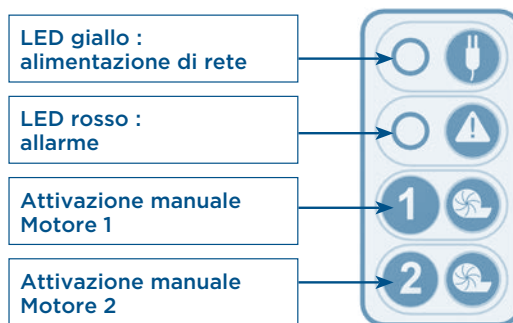 LED giallo :
alimentazione di rete
LED rosso :
allarme
Attivazione manuale
Motore 1
1
Attivazione manuale
Motore 2
2